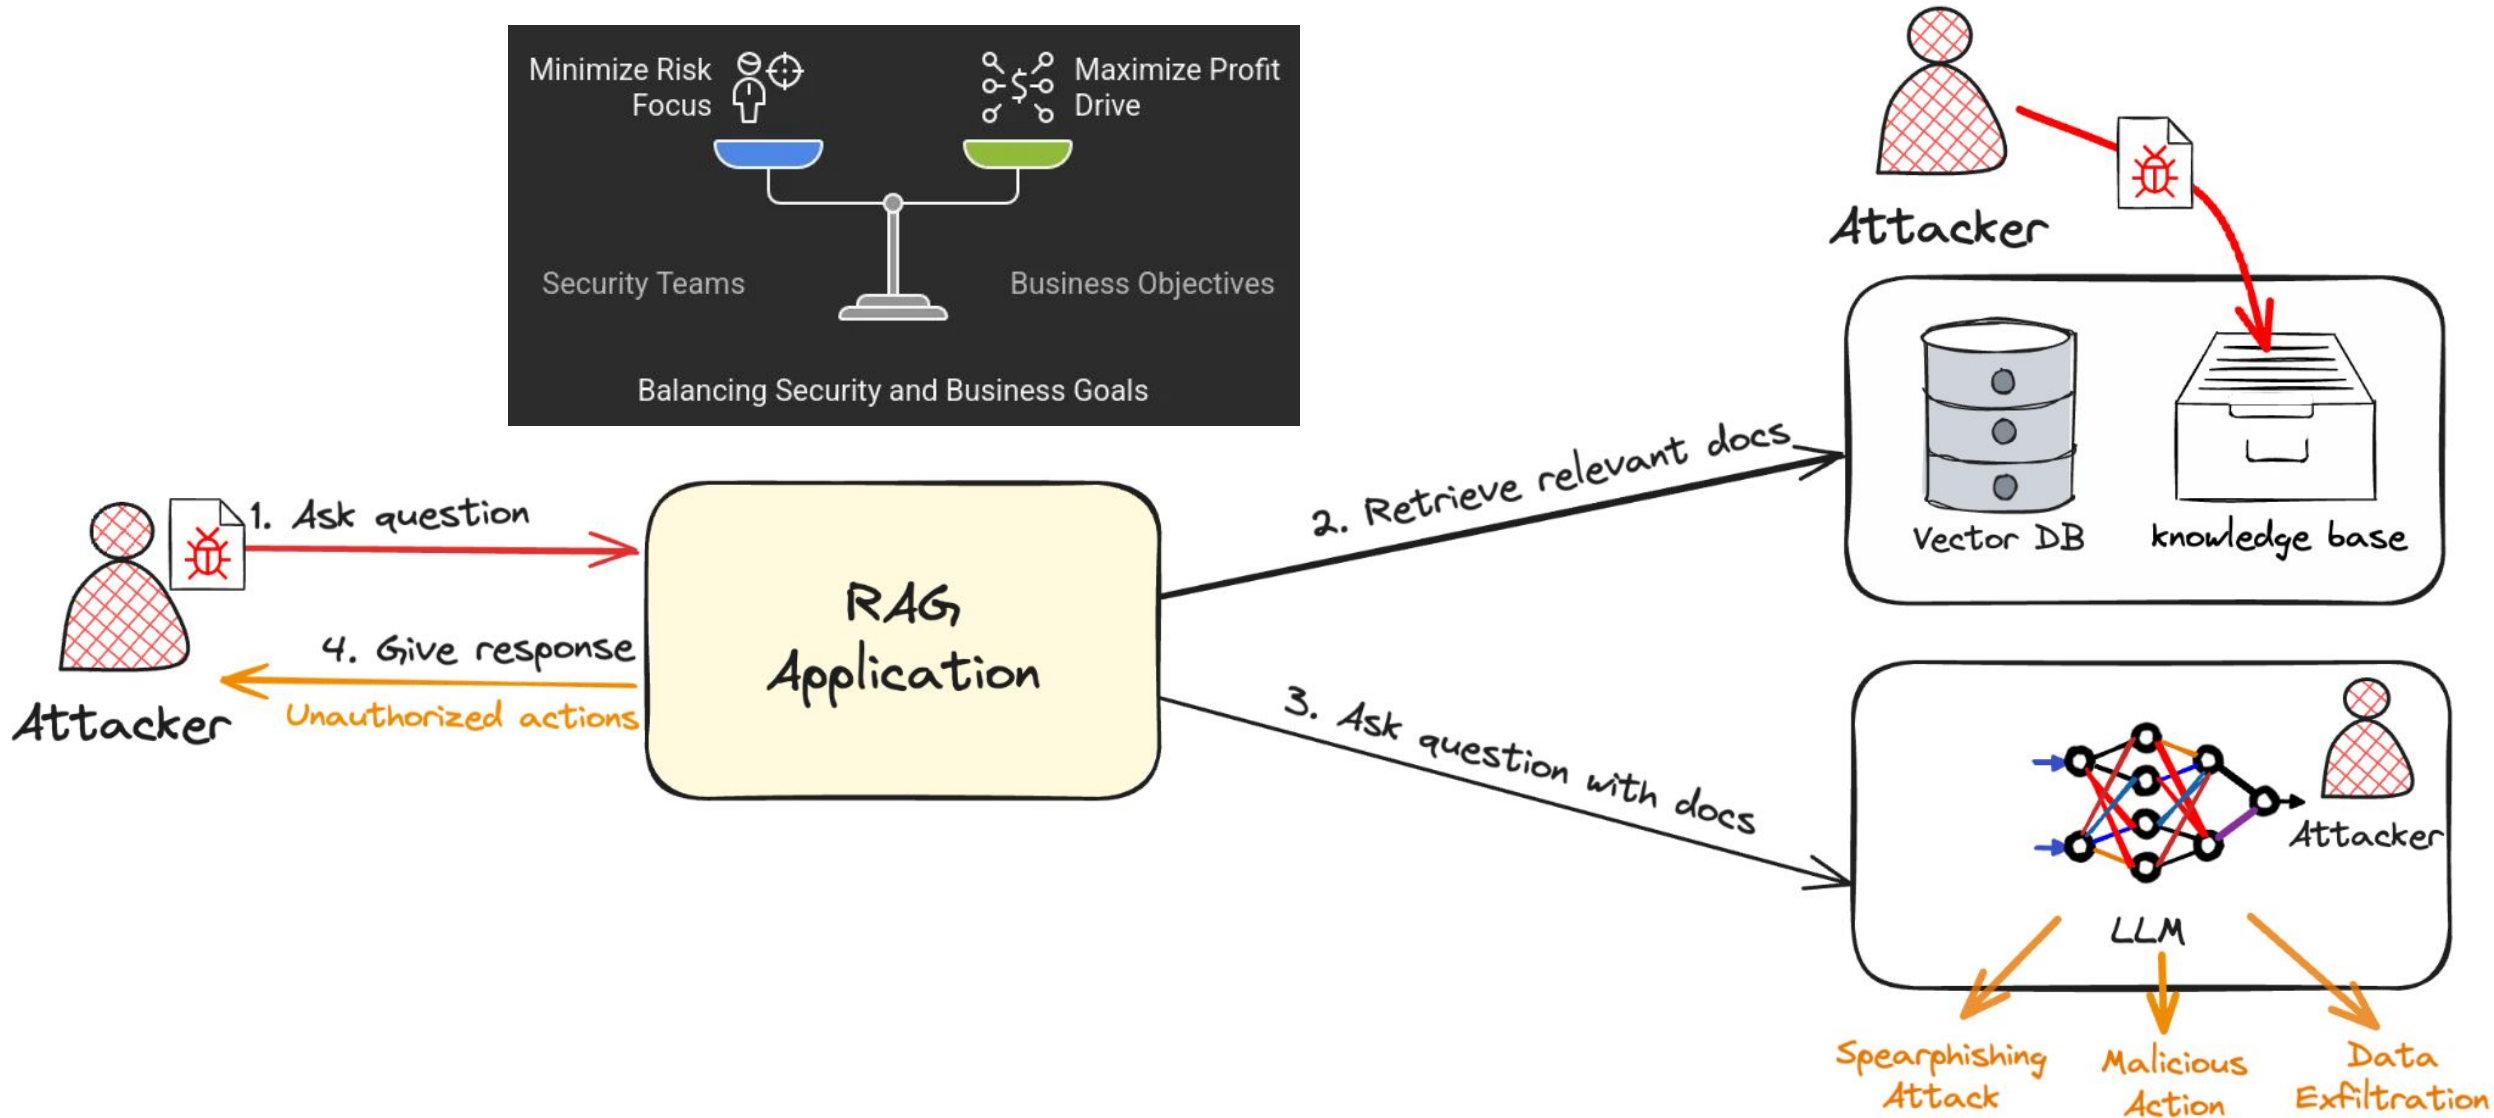 Minimize Risk
Focus
Maximize Profit
Drive
Security Teams
Business Objectives
Balancing Security and Business Goals
Attacker
1. Ask question
4. Give response
Unauthorized actions
Attacker
RAG
Application
2. Retrieve relevant docs
Vector DB
knowledge base
3. Ask question with docs
LLM
Attacker
Spearphishing
Attack
Malicious
Action
Data
Exfiltration